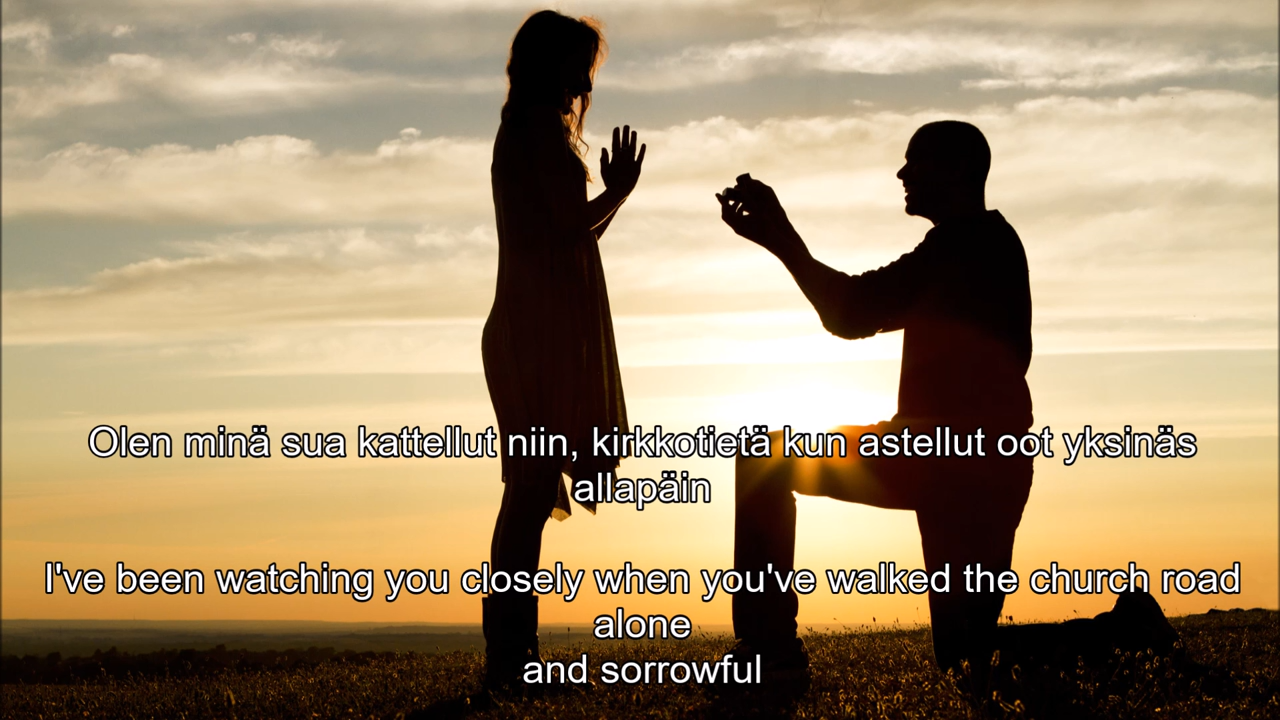 Olen minä sua kattellut niin, kirkkotietä kun astellut oot yksinäs
allapäin
I've been watching you closely when you've walked the church road
alone
and sorrowful